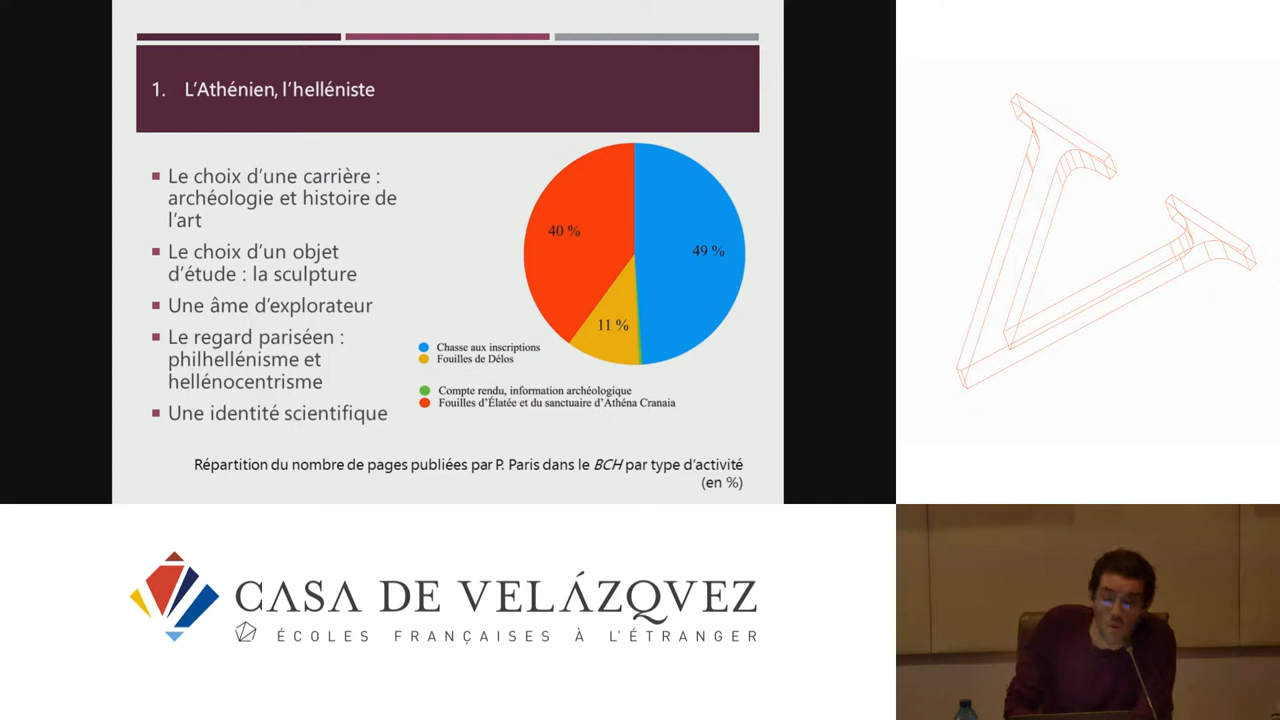 1. L'Athénien, l'helléniste
▪ Le choix d'une carrière :
archéologie et histoire de
l'art
▪ Le choix d'un objet
d'étude : la sculpture
▪ Une âme d'explorateur
▪ Le regard pariséen :
philhellénisme et
hellénocentrisme
▪ Une identité scientifique
40 %
49 %
11 %
Chasse aux inscriptions
Fouilles de Délos
Compte rendu, information archéologique
Fouilles d'Élatée et du sanctuaire d'Athéna Cranaia
Répartition du nombre de pages publiées par P. Paris dans le BCH par type d'activité
(en %)
CASA DE VELÁZQVEZ
ÉCOLES FRANÇAISES À L'ÉTRANGER